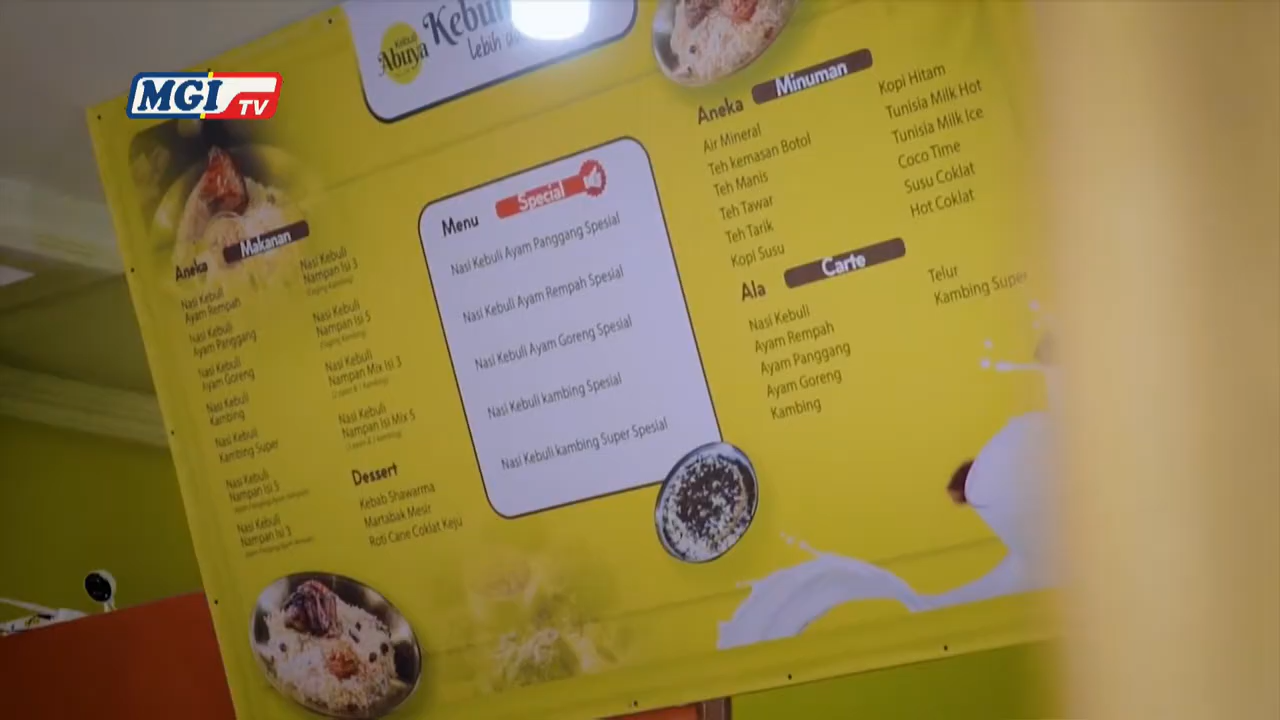 MGI TV
Kebuli
Abuya
Lebih
Aneka Makanan
Nasi Kebuli
Ayam Rempah
Nasi Kebuli
Ayam Panggang
Nasi Kebuli
Ayam Goreng
Nasi Kebuli
Kambing
Nasi Kebuli
Kambing Super
Nasi Kebuli
Nampan Isi 5
Nasi Kebuli
Nampan Isi 3
Nasi Kebuli
Nampan Isi 3
Nasi Kebuli
Nampan Isi 5
Nasi Kebuli
Nampan Mix Isi 3
Nasi Kebuli
Nampan Isi Mix 5
Dessert
Kebab Shawarma
Martabak Mesir
Roti Cane Coklat Keju
Menu Special
Nasi Kebuli Ayam Panggang Spesial
Nasi Kebuli Ayam Rempah Spesial
Nasi Kebuli Ayam Goreng Spesial
Nasi Kebuli kambing Spesial
Nasi Kebuli kambing Super Spesial
Aneka Minuman
Air Mineral
Teh kemasan Botol
Teh Manis
Teh Tawar
Teh Tarik
Kopi Susu
Kopi Hitam
Tunisia Milk Hot
Tunisia Milk Ice
Coco Time
Susu Coklat
Hot Coklat
Ala Carte
Nasi Kebuli
Ayam Rempah
Ayam Panggang
Ayam Goreng
Kambing
Telur
Kambing Super